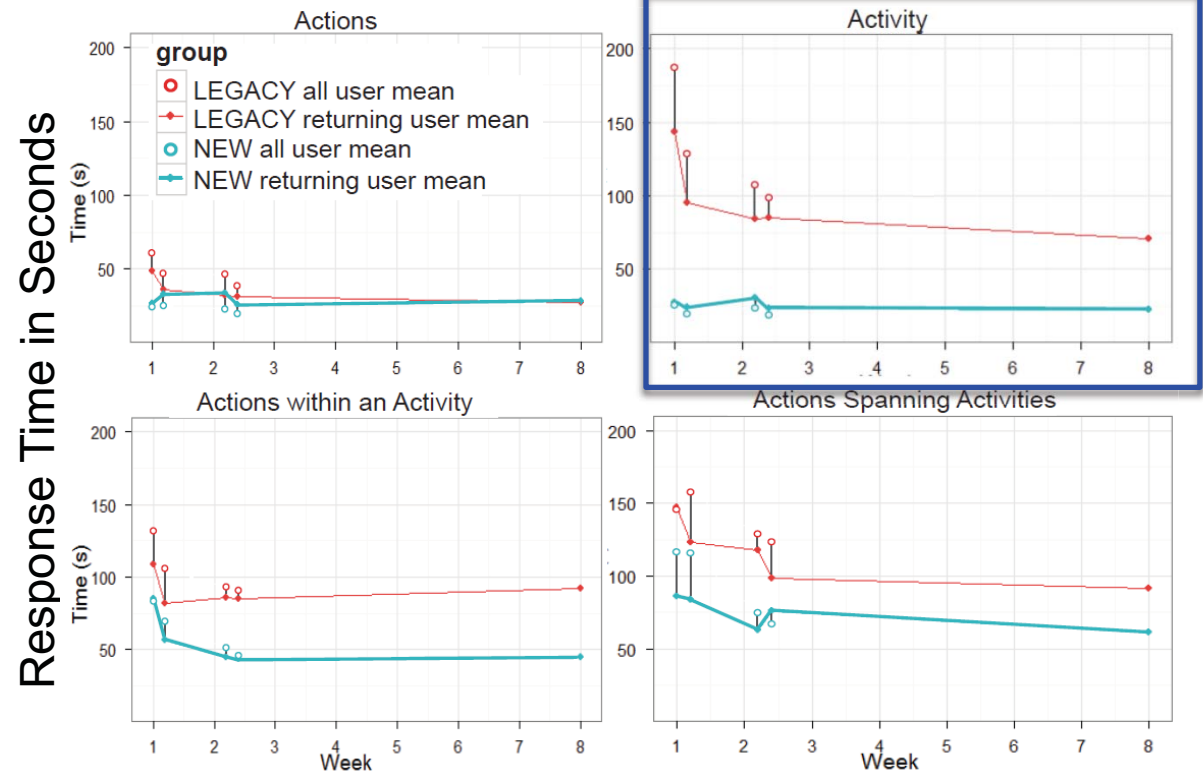 Response Time in Seconds
Actions
200
150
100
50
Time (s)
group
LEGACY all user mean
LEGACY returning user mean
NEW all user mean
NEW returning user mean
1 2 3 4 5 6 7 8
Activity
200
150
100
50
1 2 3 4 5 6 7 8
Actions within an Activity
200
150
100
50
Time (s)
1 2 3 4 5 6 7 8
Week
Actions Spanning Activities
200
150
100
50
1 2 3 4 5 6 7 8
Week